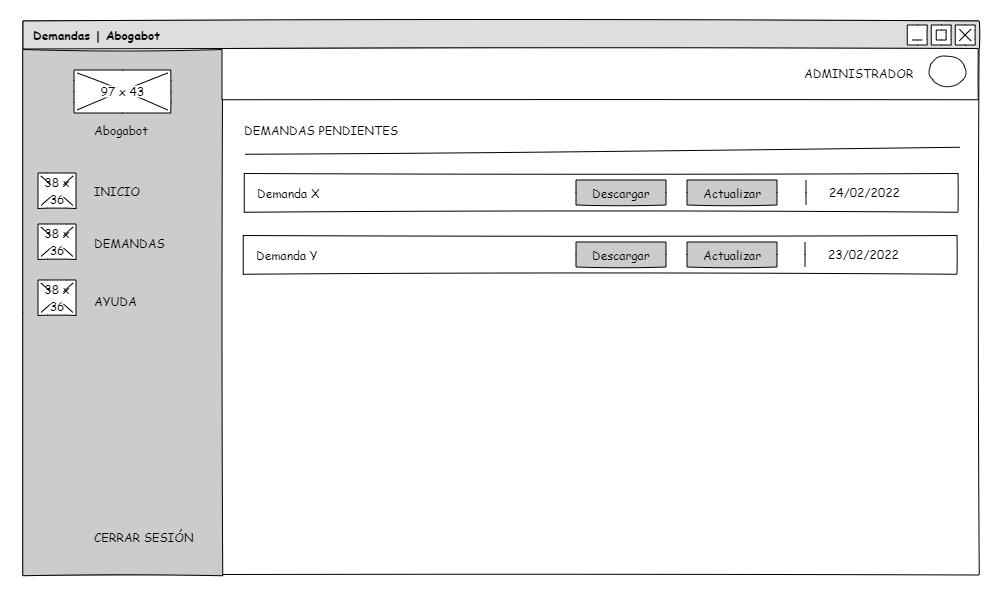 Demandas | Abogabot
97 x 43
Abogabot
ADMINISTRADOR
DEMANDAS PENDIENTES
38 x
36
INICIO
38 x
36
DEMANDAS
38 x
36
AYUDA
CERRAR SESIÓN
Demanda X Descargar Actualizar 24/02/2022
Demanda Y Descargar Actualizar 23/02/2022